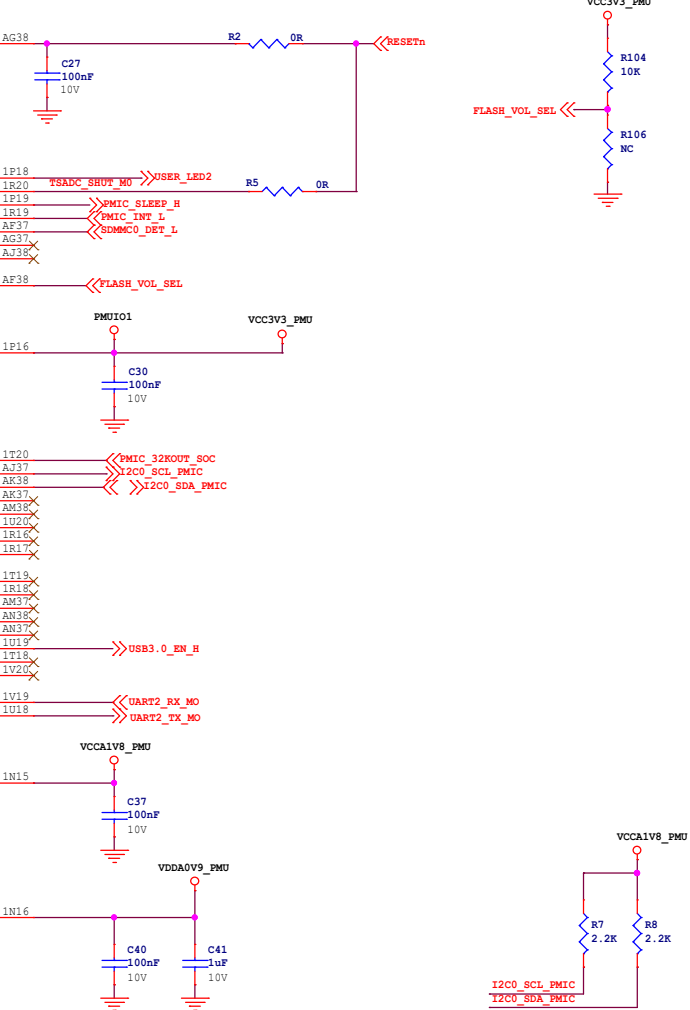 VCC3V3_PMU
AG38
R2
0R
RESETn
C27
100nF
10V
R104
10K
FLASH_VOL_SEL
R106
NC
1P18
USER_LED2
1R20
TSADC_SHUT_M0
R5
0R
1P19
PMIC_SLEEP_H
1R19
PMIC_INT_L
AF37
SDMMC0_DET_L
AG37
AJ38
AF38
FLASH_VOL_SEL
PMUIO1
VCC3V3_PMU
1P16
C30
100nF
10V
1T20
PMIC_32KOUT_SOC
AJ37
I2C0_SCL_PMIC
AK38
I2C0_SDA_PMIC
AK37
AM38
1U20
1R16
1R17
1T19
1R18
AM37
AN38
AN37
1U19
USB3.0_EN_H
1T18
1V20
1V19
UART2_RX_MO
1U18
UART2_TX_MO
VCCA1V8_PMU
1N15
C37
100nF
10V
VDDA0V9_PMU
1N16
C40
100nF
10V
C41
1uF
10V
VCCA1V8_PMU
R7
2.2K
R8
2.2K
I2C0_SCL_PMIC
I2C0_SDA_PMIC